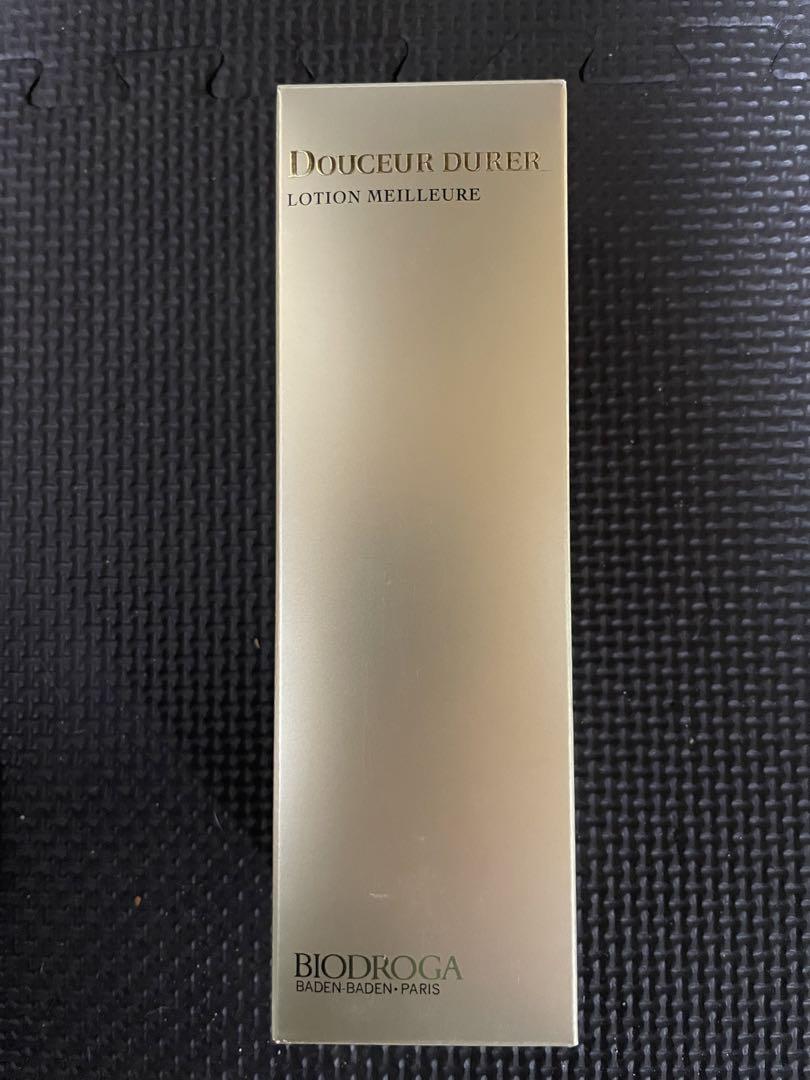 DOUCEUR DURER
LOTION MEILLEURE
BIODROGA
BADEN-BADEN • PARIS